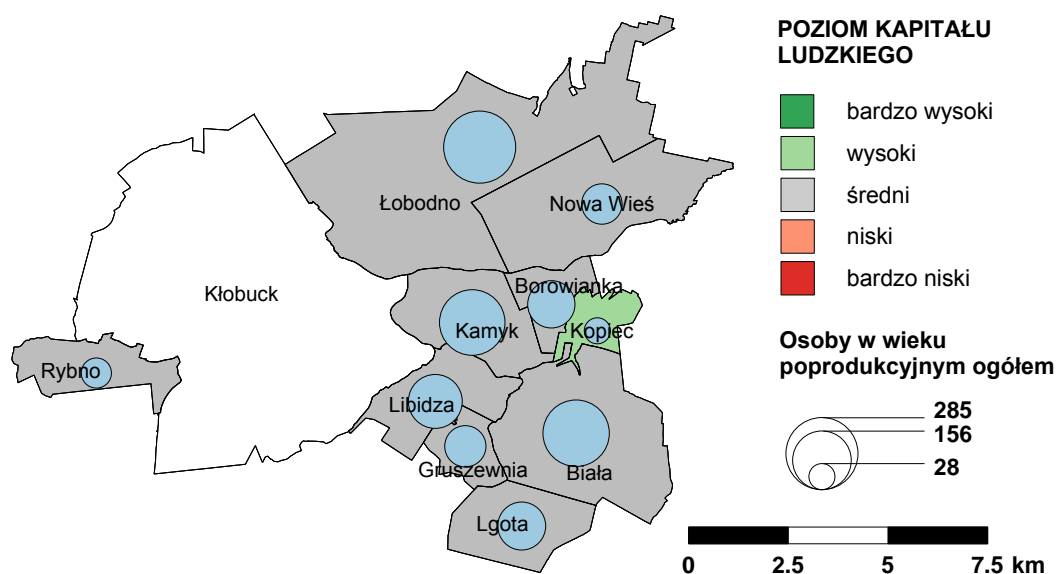 POZIOM KAPITAŁU
LUDZKIEGO
bardzo wysoki
wysoki
średni
niski
bardzo niski
Osoby w wieku
poprodukcyjnym ogółem
285
156
28
Łobodno
Nowa Wieś
Borowianka
Kłobuck
Kamyk
Kopiec
Rybno
Libidza
Gruszewnia
Biała
Lgota
0 2.5 5 7.5 km